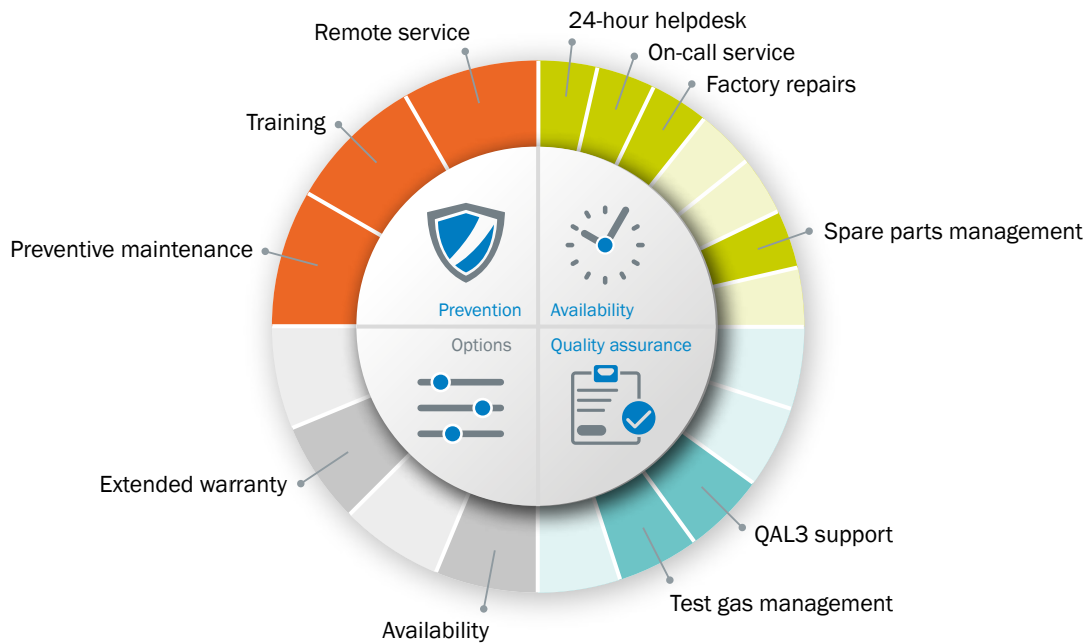 24-hour helpdesk
Remote service
On-call service
Factory repairs
Training
Spare parts management
Preventive maintenance
Prevention
Availability
Options
Quality assurance
Extended warranty
QAL3 support
Test gas management
Availability